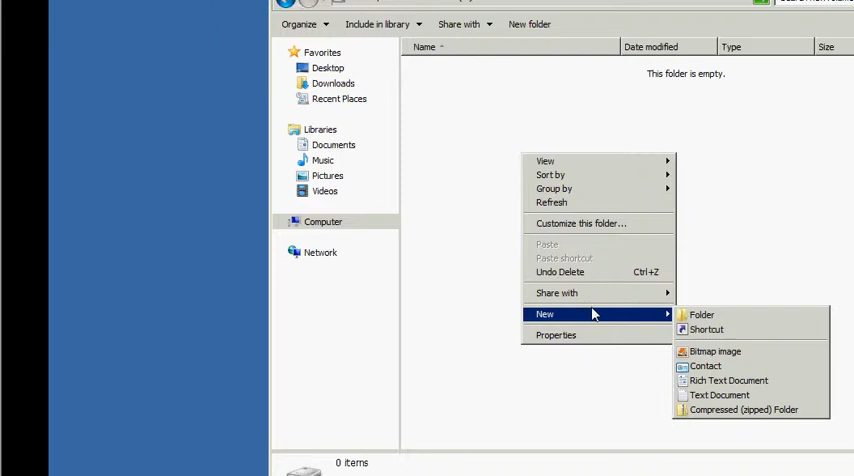 Organize
Include in library
Share with
New folder
Name
Date modified
Type
Size
Favorites
Desktop
Downloads
Recent Places
Libraries
Documents
Music
Pictures
Videos
Computer
Network
This folder is empty.
View
Sort by
Group by
Refresh
Customize this folder...
Paste
Paste shortcut
Undo Delete Ctrl+Z
Share with
New
Properties
Folder
Shortcut
Bitmap image
Contact
Rich Text Document
Text Document
Compressed (zipped) Folder
0 items